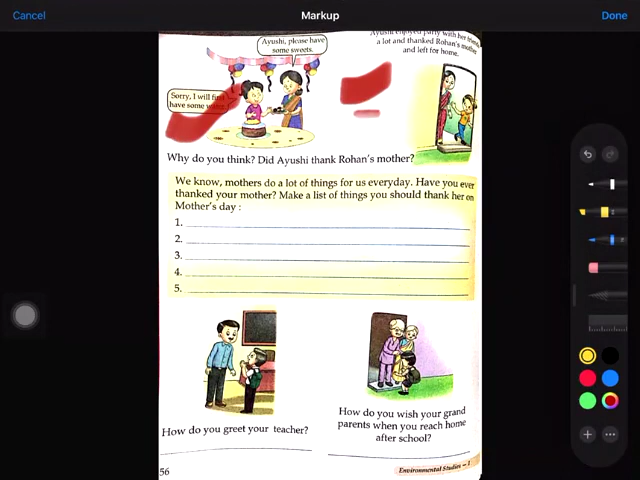 Cancel
Markup
Done
Ayushi, please have
some sweets.
Ayushi enjoyed party with her friends
a lot and thanked Rohan's mother
and left for home.
Sorry, I will first
have some
Why do you think? Did Ayushi thank Rohan's mother?
We know, mothers do a lot of things for us everyday. Have you ever
thanked your mother? Make a list of things you should thank her on
Mother's day :
1.
2.
3.
4.
5.
How do you greet your teacher?
How do you wish your grand
parents when you reach home
after school?
56
Environmental Studies – 1